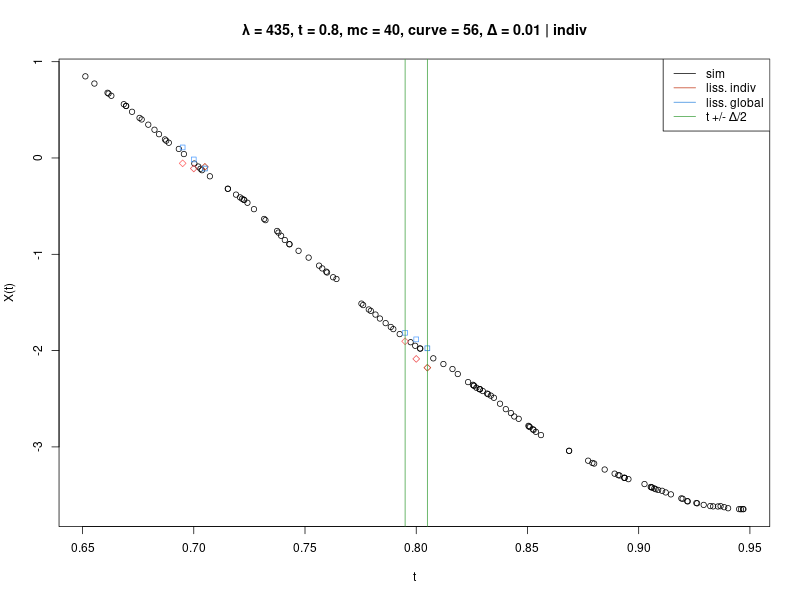 λ = 435, t = 0.8, mc = 40, curve = 56, Δ = 0.01 | indiv
sim
liss. indiv
liss. global
t +/- Δ/2
1
0
-1
-2
-3
X(t)
0.65
0.70
0.75
0.80
0.85
0.90
0.95
t